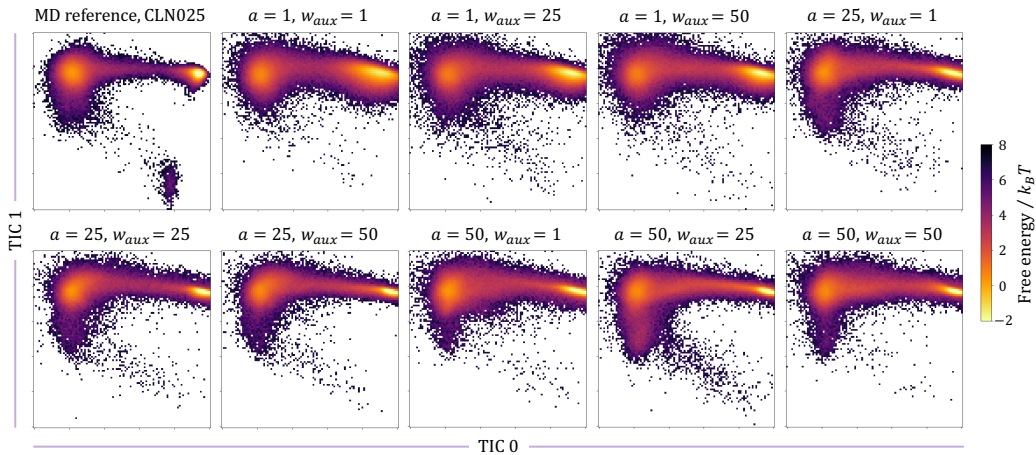 MD reference, CLN025
a = 1, w_aux = 1
a = 1, w_aux = 25
a = 1, w_aux = 50
a = 25, w_aux = 1
a = 25, w_aux = 25
a = 25, w_aux = 50
a = 50, w_aux = 1
a = 50, w_aux = 25
a = 50, w_aux = 50
TIC 1
TIC 0
8
6
4
2
0
−2
Free energy / k_BT